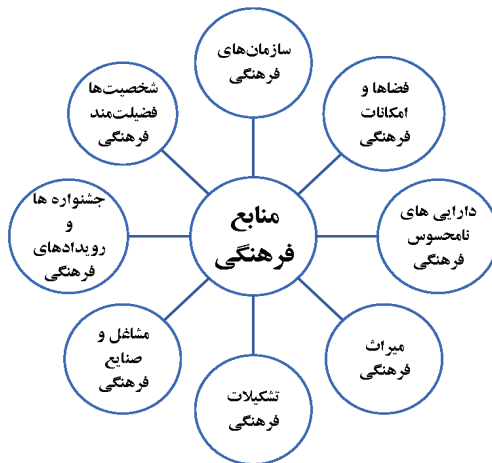 سازمان‌های
فرهنگی
فضاها و
امکانات
فرهنگی
دارایی های
نامحسوس
فرهنگی
میراث
فرهنگی
تشکیلات
فرهنگی
مشاغل و
صنایع
فرهنگی
جشنواره ها
و
رویدادهای
فرهنگی
شخصیت‌ها
فضیلت‌مند
فرهنگی
منابع
فرهنگی